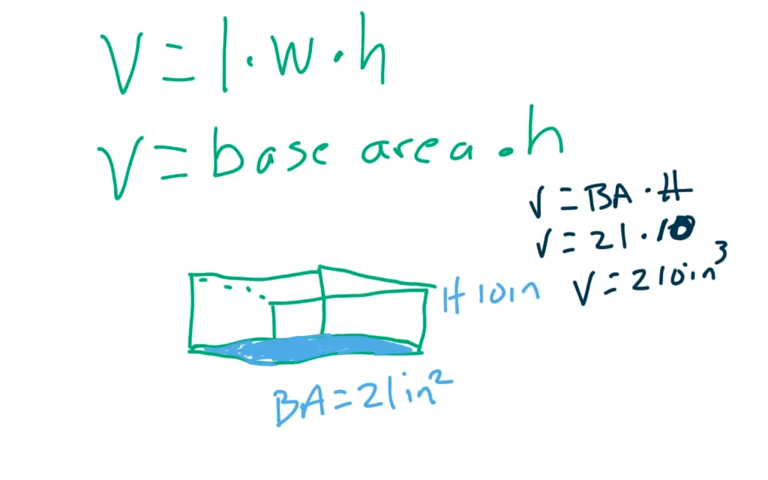 V = l · w · h
V = base area · h
V = BA · H
V = 21 · 10
V = 210in³
H 10in
BA = 21in²